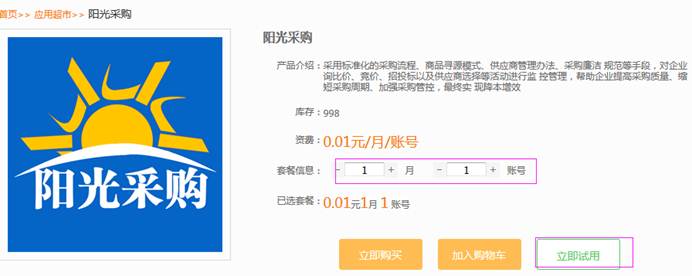 首页>> 应用超市>> 阳光采购
阳光采购
阳光采购
产品介绍：采用标准化的采购流程、商品寻源模式、供应商管理办法、采购廉洁 规范等手段，对企业
询比价、竞价、招投标以及供应商选择等活动进行监 控管理，帮助企业提高采购质量、缩
短采购周期、加强采购管控，最终实 现降本增效
库存：998
资费：0.01元/月/账号
套餐信息： - 1 + 月 - 1 + 账号
已选套餐：0.01元1月 1 账号
立即购买 加入购物车 立即试用